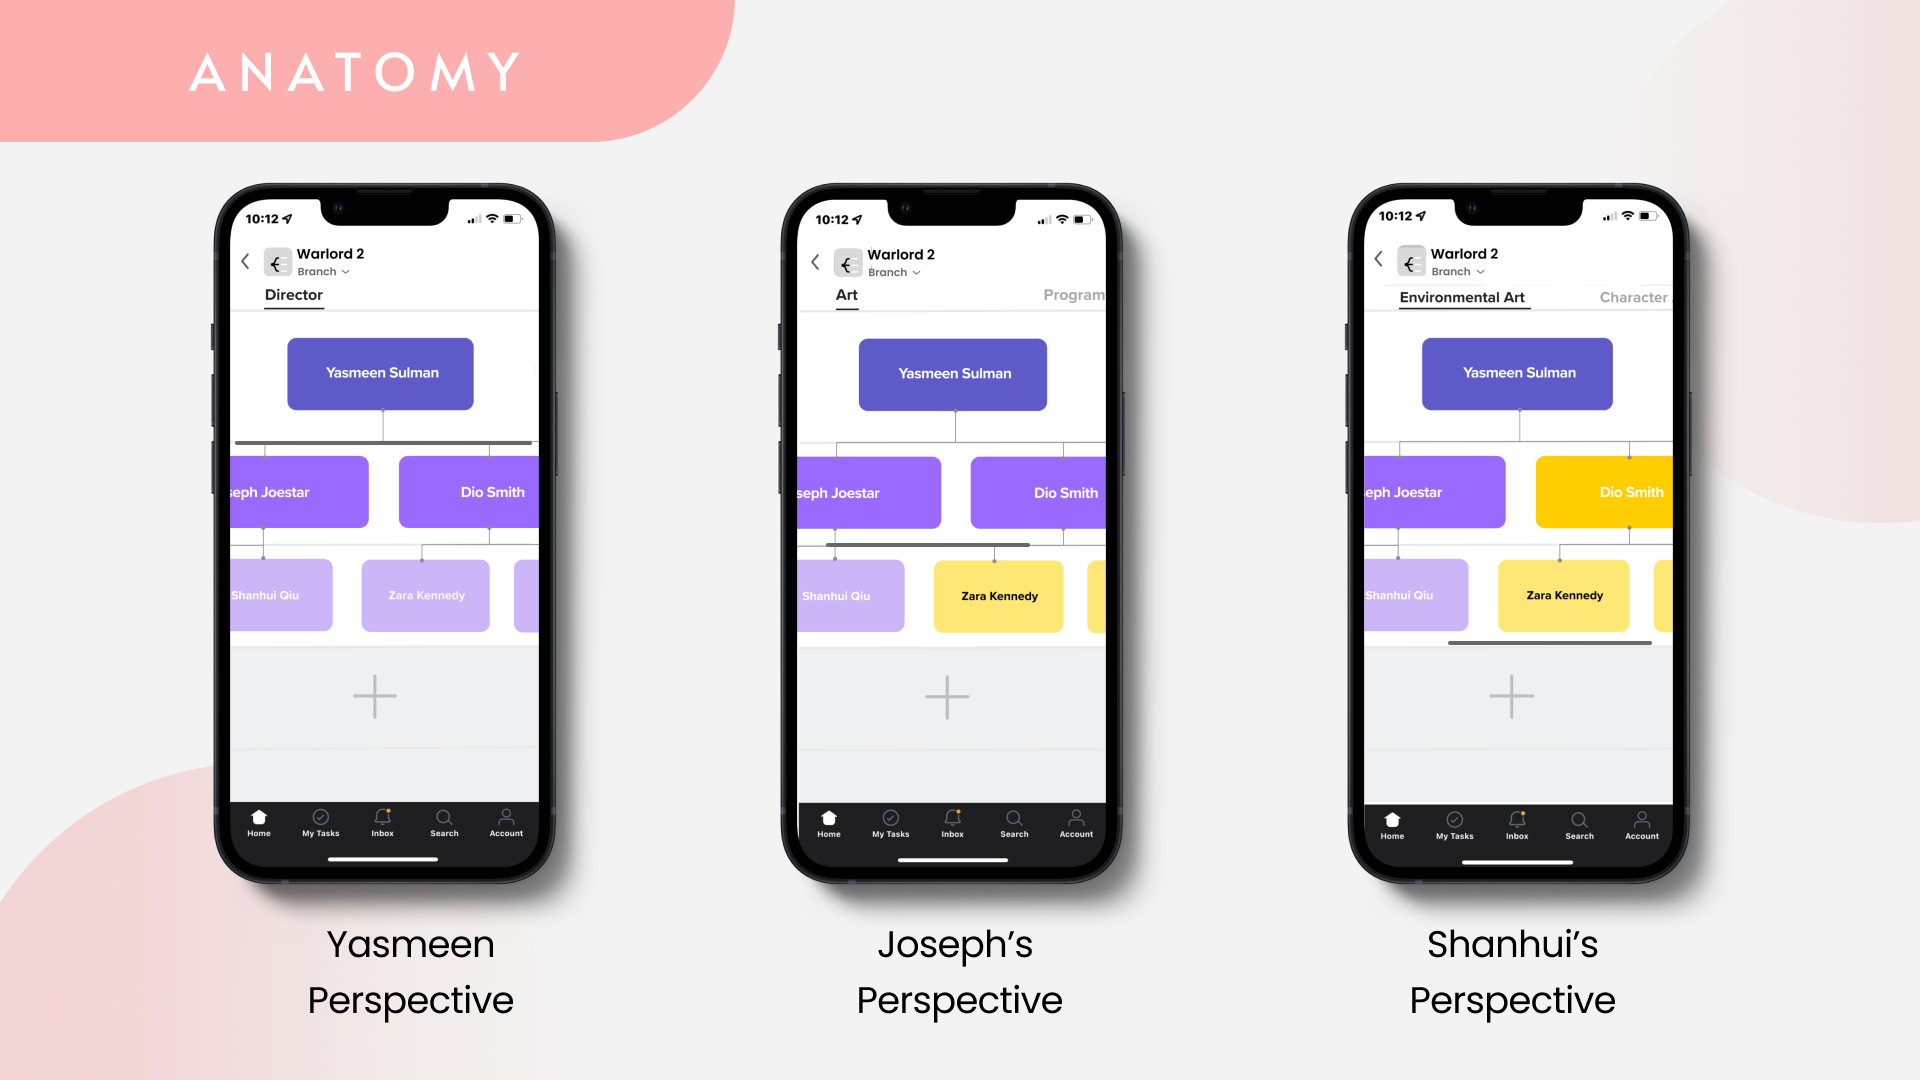 ANATOMY
10:12
Warlord 2
Branch
Director
Yasmeen Sulman
seph Joestar
Dio Smith
Shanhui Qiu
Zara Kennedy
Home
My Tasks
Inbox
Search
Account
Yasmeen
Perspective
10:12
Warlord 2
Branch
Art
Program
Yasmeen Sulman
seph Joestar
Dio Smith
Shanhui Qiu
Zara Kennedy
Home
My Tasks
Inbox
Search
Account
Joseph’s
Perspective
10:12
Warlord 2
Branch
Environmental Art
Character
Yasmeen Sulman
eph Joestar
Dio Smith
Shanhui Qiu
Zara Kennedy
Home
My Tasks
Inbox
Search
Account
Shanhui’s
Perspective